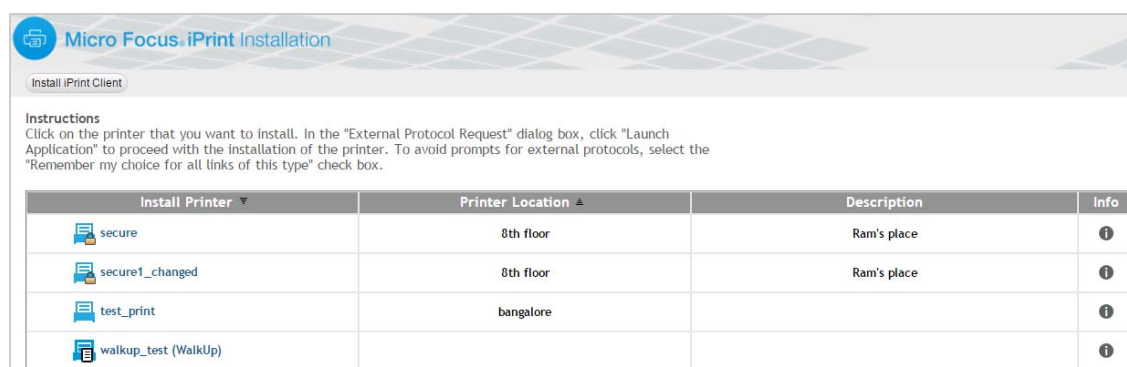 Micro Focus® iPrint Installation
Install iPrint Client
Instructions
Click on the printer that you want to install. In the "External Protocol Request" dialog box, click "Launch
Application" to proceed with the installation of the printer. To avoid prompts for external protocols, select the
"Remember my choice for all links of this type" check box.
Install Printer ▼ Printer Location ▲ Description Info
secure 8th floor Ram's place
secure1_changed 8th floor Ram's place
test_print bangalore
walkup_test (WalkUp)